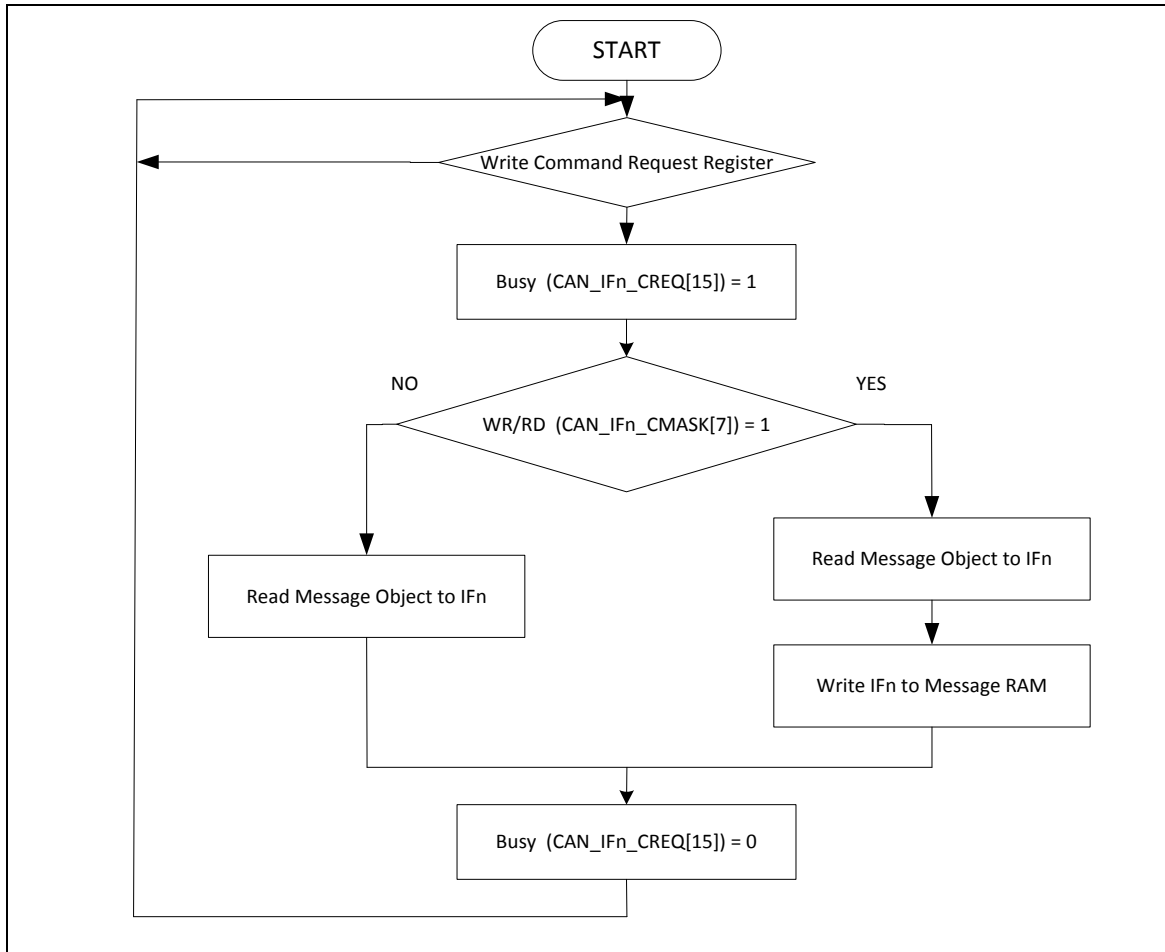 START
Write Command Request Register
Busy (CAN_IFn_CREQ[15]) = 1
NO
YES
WR/RD (CAN_IFn_CMASK[7]) = 1
Read Message Object to IFn
Read Message Object to IFn
Write IFn to Message RAM
Busy (CAN_IFn_CREQ[15]) = 0